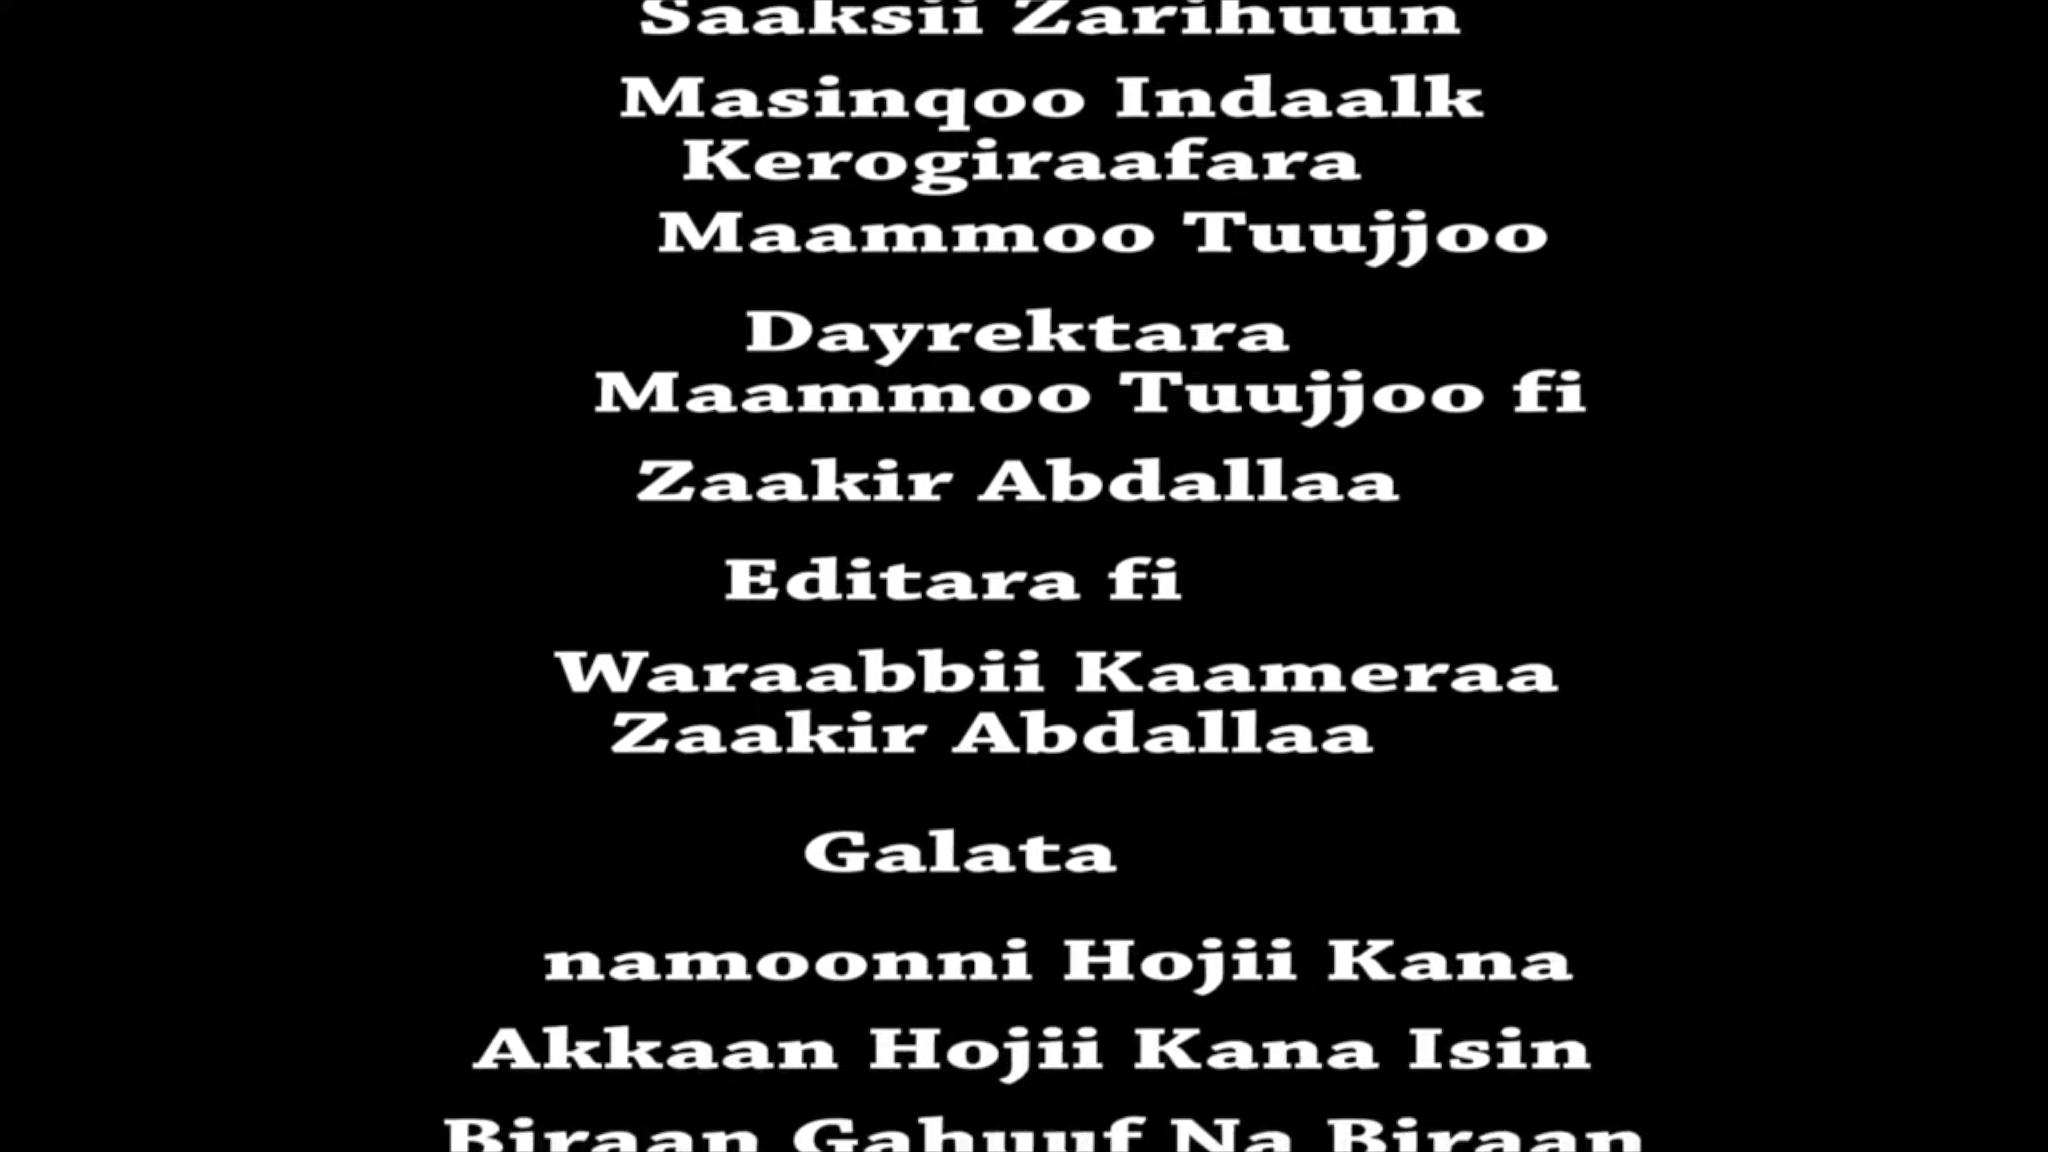 Saaksii Zarihuun
Masinqoo Indaalk
Kerogiraafara
Maammoo Tuujjoo
Dayrektara
Maammoo Tuujjoo fi
Zaakir Abdallaa
Editara fi
Waraabbii Kaameraa
Zaakir Abdallaa
Galata
namoonni Hojii Kana
Akkaan Hojii Kana Isin
Biraan Gahuuf Na Biraan